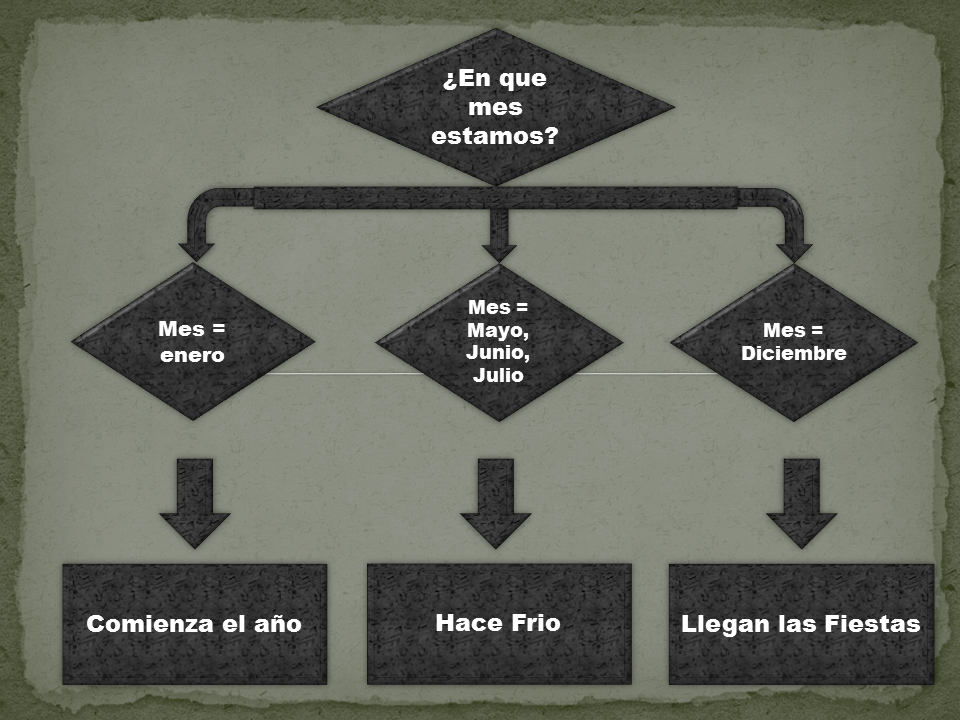 ¿En que
mes
estamos?
Mes =
enero
Mes =
Mayo,
Junio,
Julio
Mes =
Diciembre
Comienza el año
Hace Frio
Llegan las Fiestas